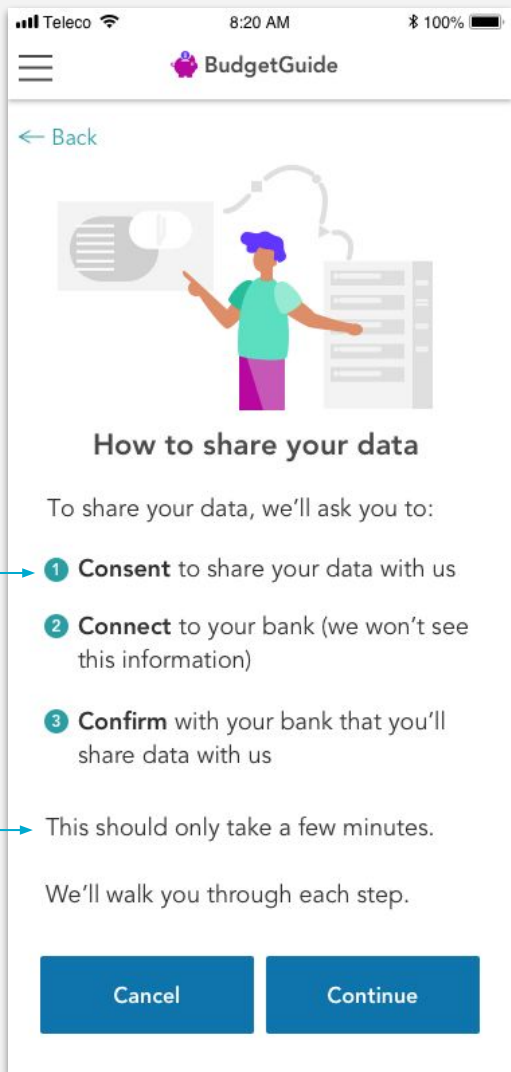 Teleco 8:20 AM 100%
BudgetGuide
← Back
How to share your data
To share your data, we’ll ask you to:
1 Consent to share your data with us
2 Connect to your bank (we won’t see
this information)
3 Confirm with your bank that you’ll
share data with us
This should only take a few minutes.
We’ll walk you through each step.
Cancel Continue